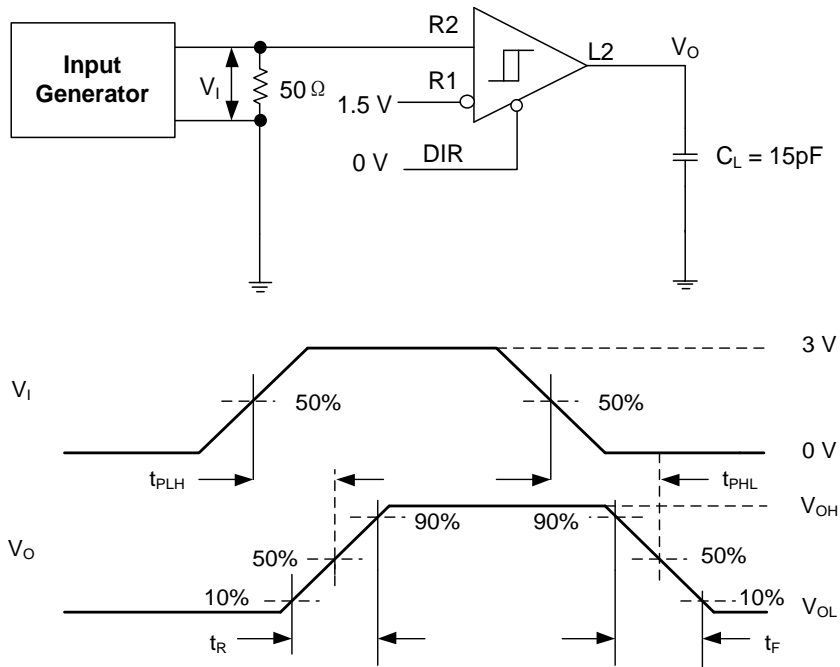 Input
Generator
V_I
50 Ω
R2
R1
1.5 V
DIR
0 V
L2
V_O
C_L = 15pF
3 V
V_I
50%
50%
0 V
t_PLH
t_PHL
V_OH
90%
90%
V_O
50%
50%
10%
10%
V_OL
t_R
t_F